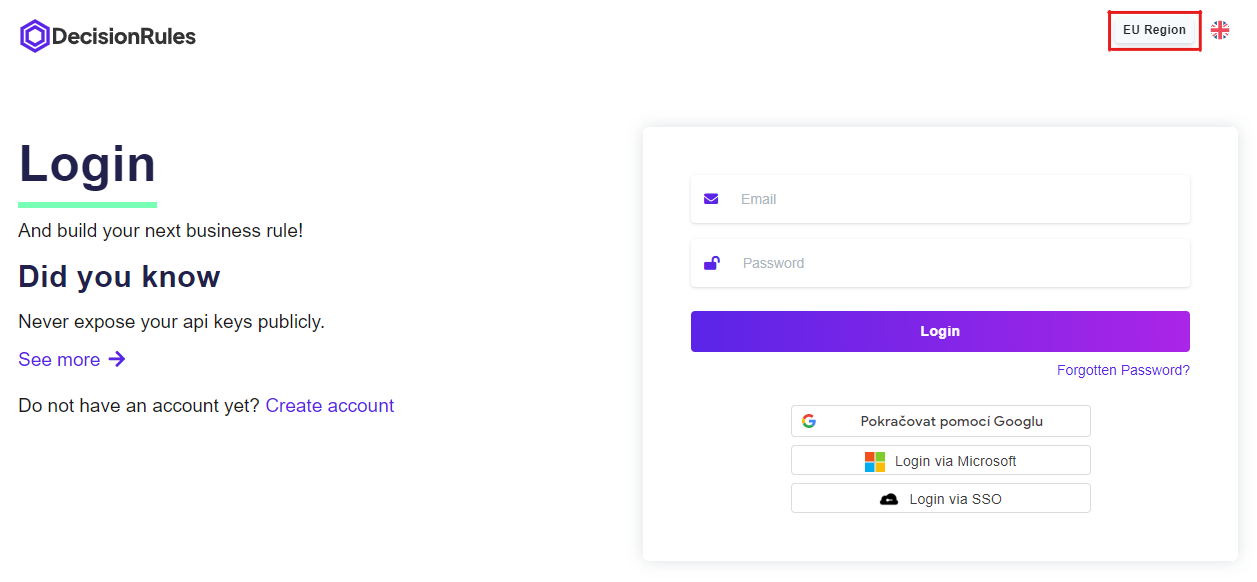 DecisionRules
EU Region
Login
And build your next business rule!
Did you know
Never expose your api keys publicly.
See more
Do not have an account yet? Create account
Email
Password
Login
Forgotten Password?
Pokračovat pomocí Googlu
Login via Microsoft
Login via SSO